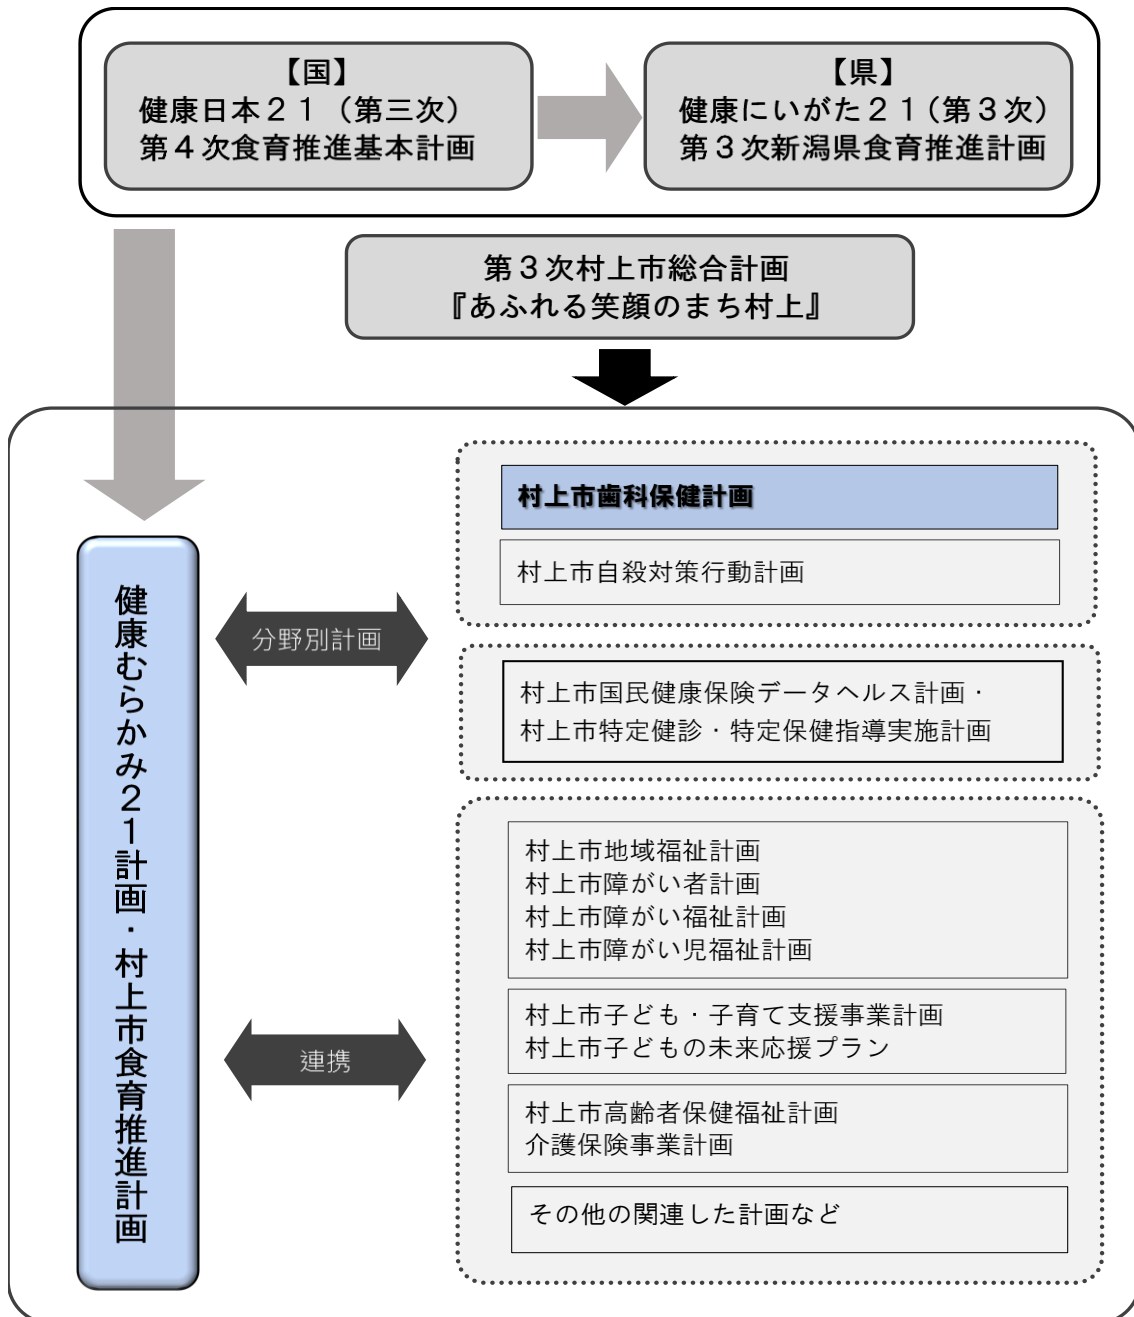 【国】
健康日本２１（第三次）
第４次食育推進基本計画
【県】
健康にいがた２１（第３次）
第３次新潟県食育推進計画
第３次村上市総合計画
『あふれる笑顔のまち村上』
健康むらかみ２１計画・村上市食育推進計画
分野別計画
村上市歯科保健計画
村上市自殺対策行動計画
村上市国民健康保険データヘルス計画・
村上市特定健診・特定保健指導実施計画
連携
村上市地域福祉計画
村上市障がい者計画
村上市障がい福祉計画
村上市障がい児福祉計画
村上市子ども・子育て支援事業計画
村上市子どもの未来応援プラン
村上市高齢者保健福祉計画
介護保険事業計画
その他の関連した計画など